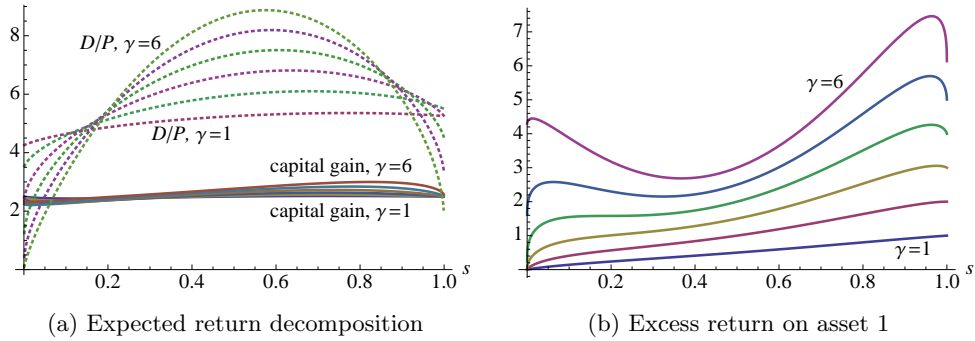 8
6
4
2
0.2
0.4
0.6
0.8
1.0
s
D/P, γ=6
D/P, γ=1
capital gain, γ=6
capital gain, γ=1
7
6
5
4
3
2
1
0.2
0.4
0.6
0.8
1.0
s
γ=6
γ=1
(a) Expected return decomposition
(b) Excess return on asset 1